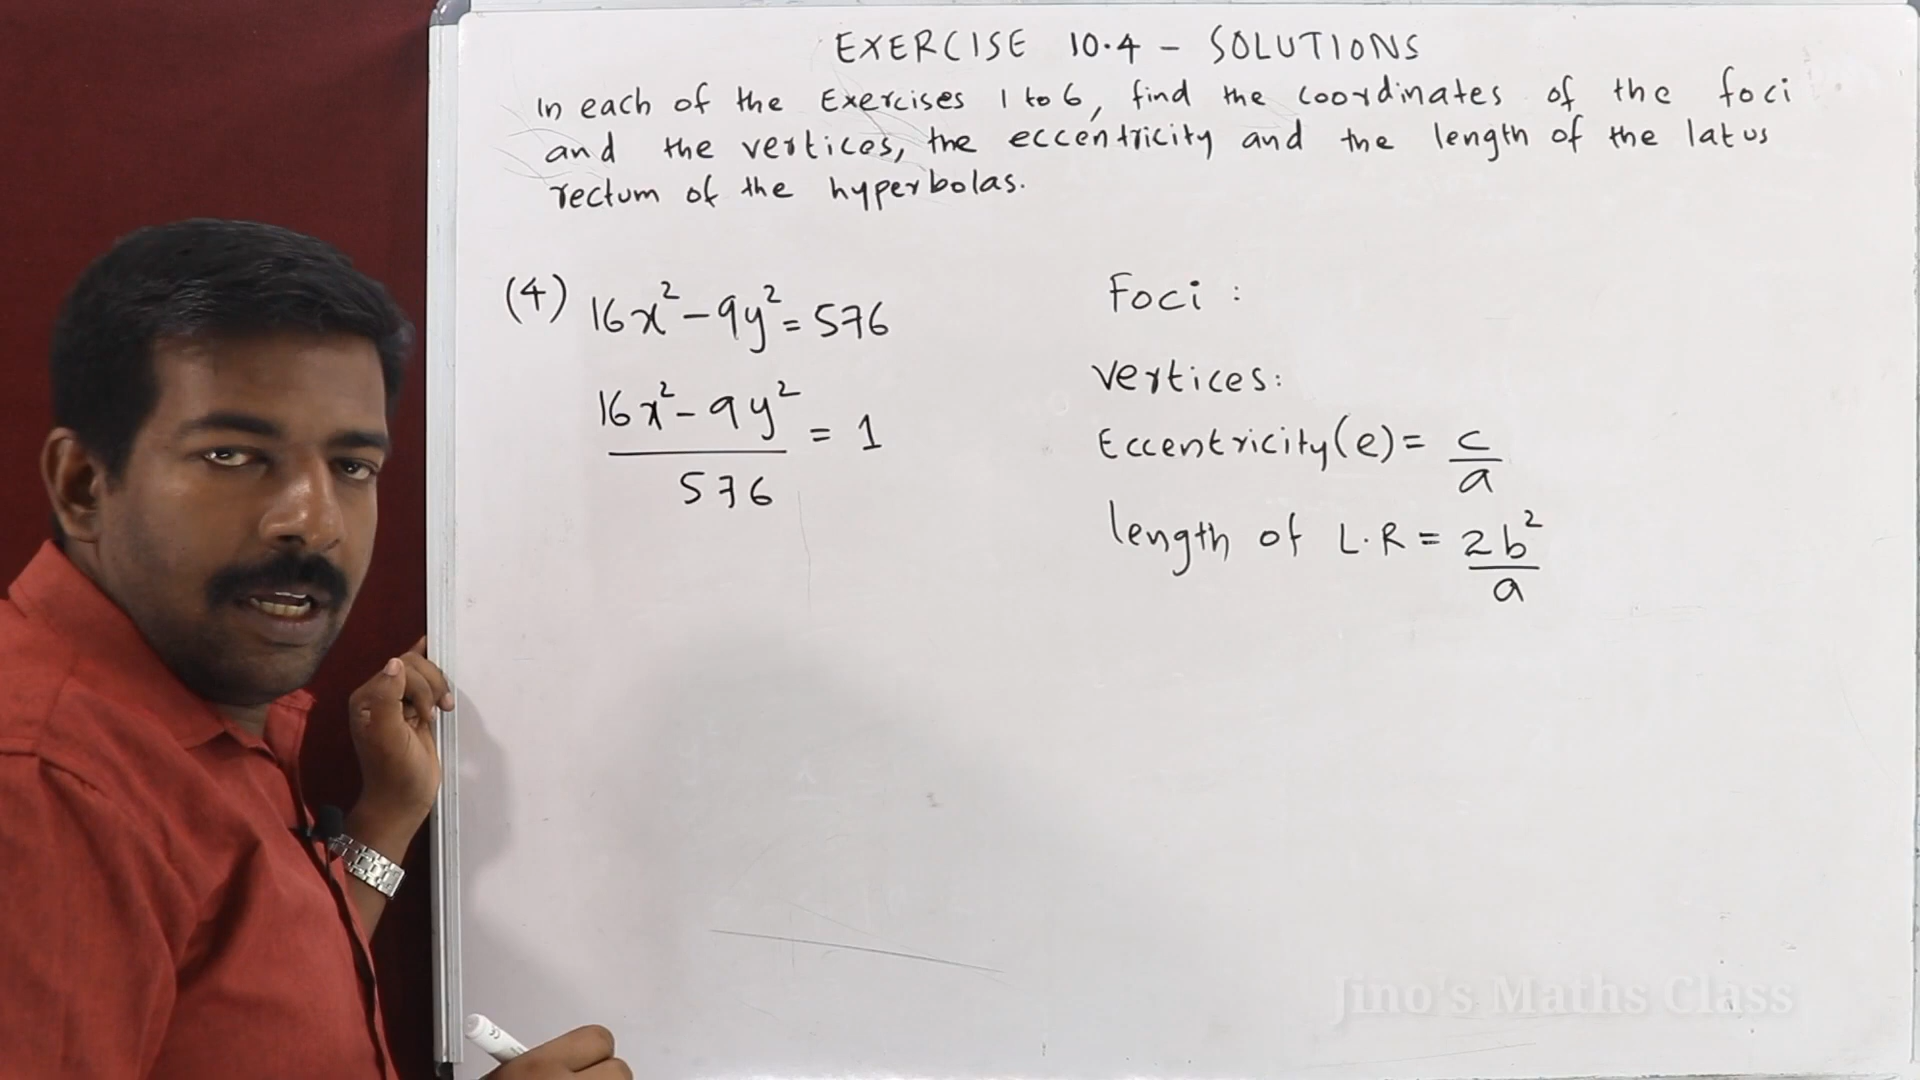 EXERCISE 10.4 - SOLUTIONS
In each of the Exercises 1 to 6, find the coordinates of the foci
and the vertices, the eccentricity and the length of the latus
rectum of the hyperbolas.
(4) 16x² - 9y² = 576
16x² - 9y²
= 1
576
Foci :
Vertices:
Eccentricity(e) = c/a
length of L.R = 2b²/a
Jino's Maths Class